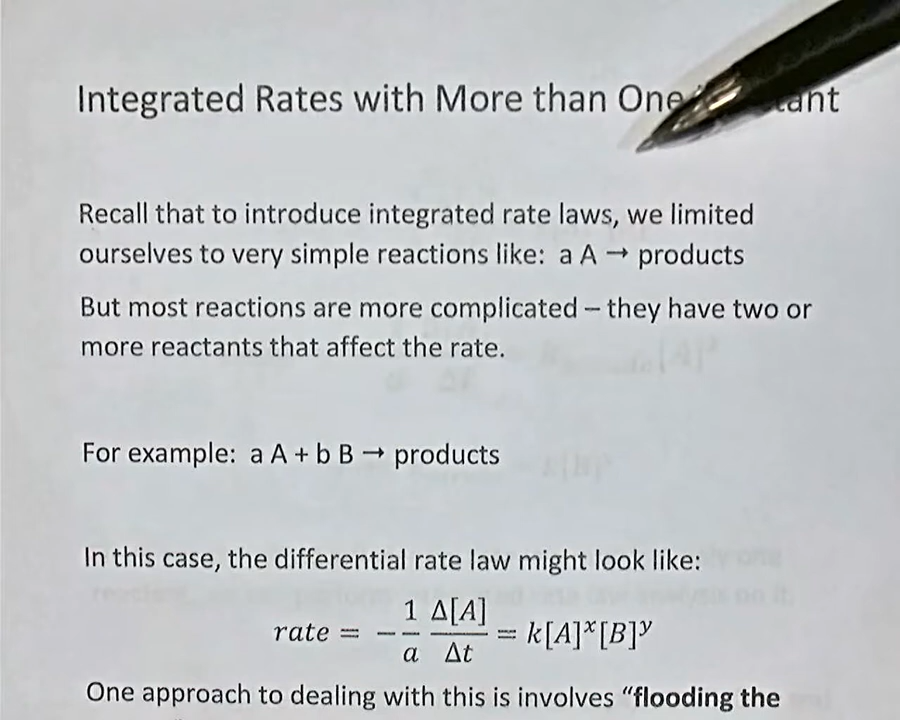 Integrated Rates with More than One
Recall that to introduce integrated rate laws, we limited
ourselves to very simple reactions like: a A → products
But most reactions are more complicated – they have two or
more reactants that affect the rate.
For example: a A + b B → products
In this case, the differential rate law might look like:
rate = − 1/a Δ[A]/Δt = k[A]^x[B]^y
One approach to dealing with this is involves “flooding the